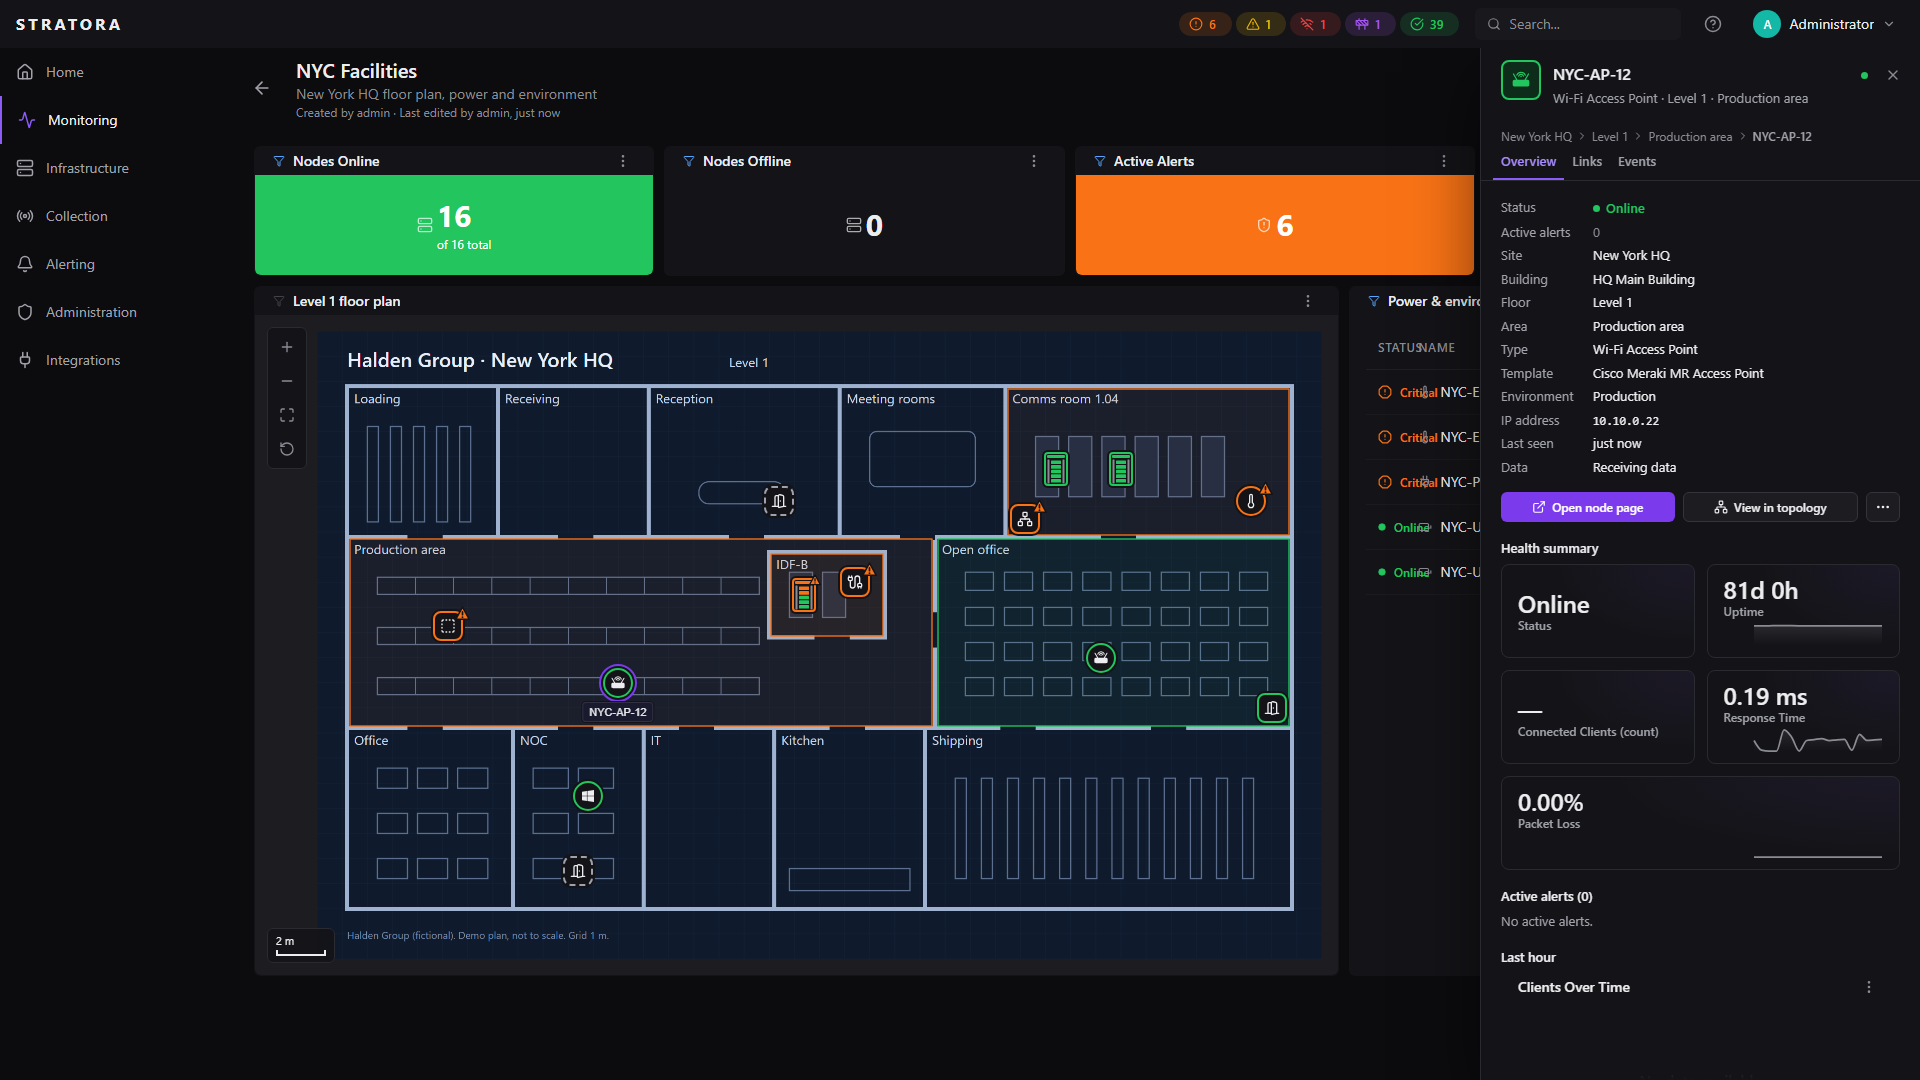 STRATORA
6
1
1
1
39
Search...
A
Administrator
Home
Monitoring
Infrastructure
Collection
Alerting
Administration
Integrations
NYC Facilities
New York HQ floor plan, power and environment
Created by admin · Last edited by admin, just now
Nodes Online
16
of 16 total
Nodes Offline
0
Active Alerts
6
Level 1 floor plan
Halden Group · New York HQ
Level 1
Loading
Receiving
Reception
Meeting rooms
Comms room 1.04
Production area
IDF-B
Open office
NYC-AP-12
Office
NOC
IT
Kitchen
Shipping
2 m
Halden Group (fictional). Demo plan, not to scale. Grid 1 m.
Power & enviro
STATUS NAME
Critical NYC-E
Critical NYC-E
Critical NYC-P
Online NYC-U
Online NYC-U
NYC-AP-12
Wi-Fi Access Point · Level 1 · Production area
New York HQ > Level 1 > Production area > NYC-AP-12
Overview Links Events
Status Online
Active alerts 0
Site New York HQ
Building HQ Main Building
Floor Level 1
Area Production area
Type Wi-Fi Access Point
Template Cisco Meraki MR Access Point
Environment Production
IP address 10.10.0.22
Last seen just now
Data Receiving data
Open node page
View in topology
Health summary
Online
Status
81d 0h
Uptime
—
Connected Clients (count)
0.19 ms
Response Time
0.00%
Packet Loss
Active alerts (0)
No active alerts.
Last hour
Clients Over Time